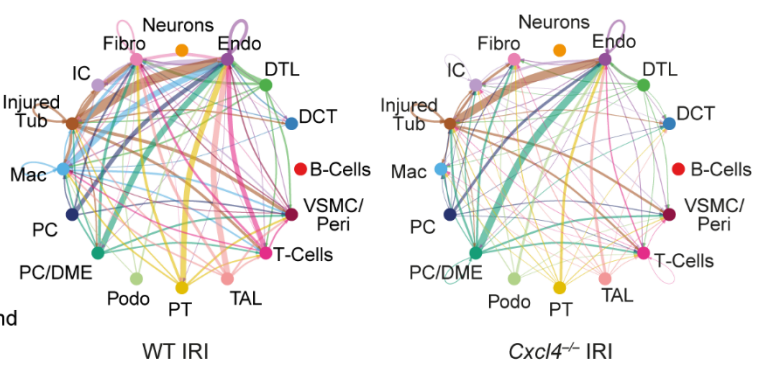 Neurons
Fibro
Endo
IC
DTL
Injured
Tub
DCT
Mac
B-Cells
PC
VSMC/
Peri
PC/DME
T-Cells
Podo
PT
TAL
nd
WT IRI
Neurons
Fibro
Endo
IC
DTL
Injured
Tub
DCT
Mac
B-Cells
PC
VSMC/
Peri
PC/DME
T-Cells
Podo
PT
TAL
Cxcl4⁻/⁻ IRI